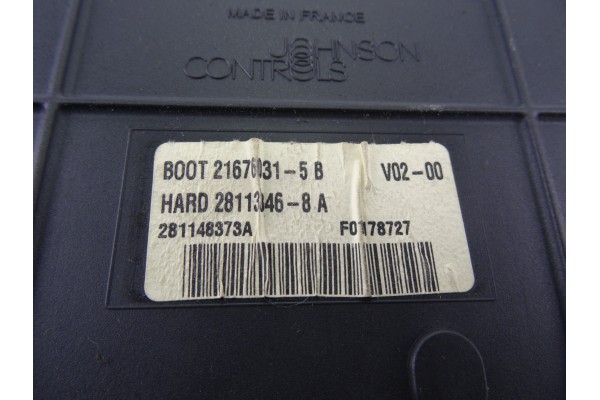 MADE IN FRANCE
JOHNSON
CONTROLS
BOOT 21676031-5 B V02-00
HARD 2811346-8 A
281148373A F0178727